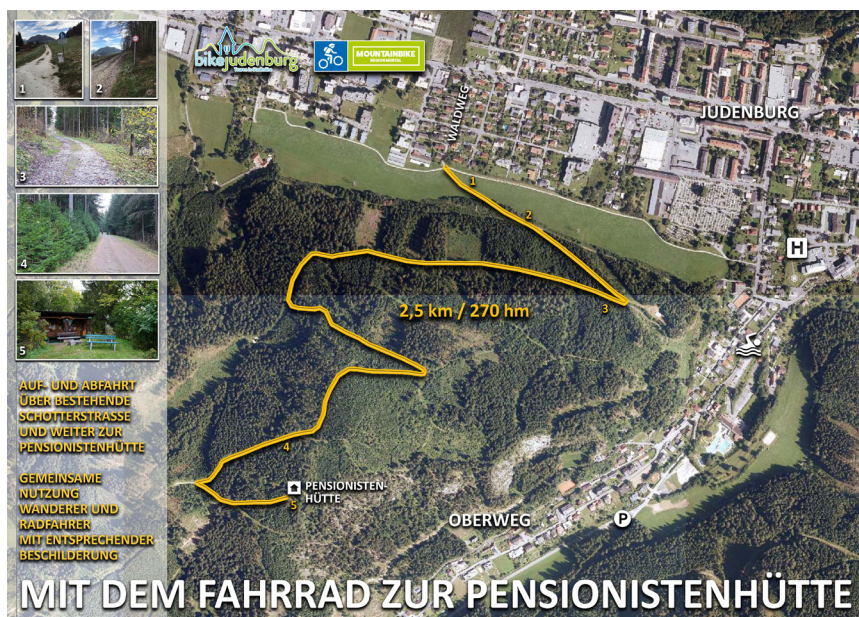 1
2
3
4
5
bikejudenburg
MOUNTAINBIKE
REGION MURTAL
WALDWEG
JUDENBURG
1
2
H
2,5 km / 270 hm
3
4
PENSIONISTEN-
HÜTTE
5
OBERWEG
P
AUF- UND ABFAHRT
ÜBER BESTEHENDE
SCHOTTERSTRASSE
UND WEITER ZUR
PENSIONISTENHÜTTE
GEMEINSAME
NUTZUNG
WANDERER UND
RADFAHRER
MIT ENTSPRECHENDER
BESCHILDERUNG
MIT DEM FAHRRAD ZUR PENSIONISTENHÜTTE